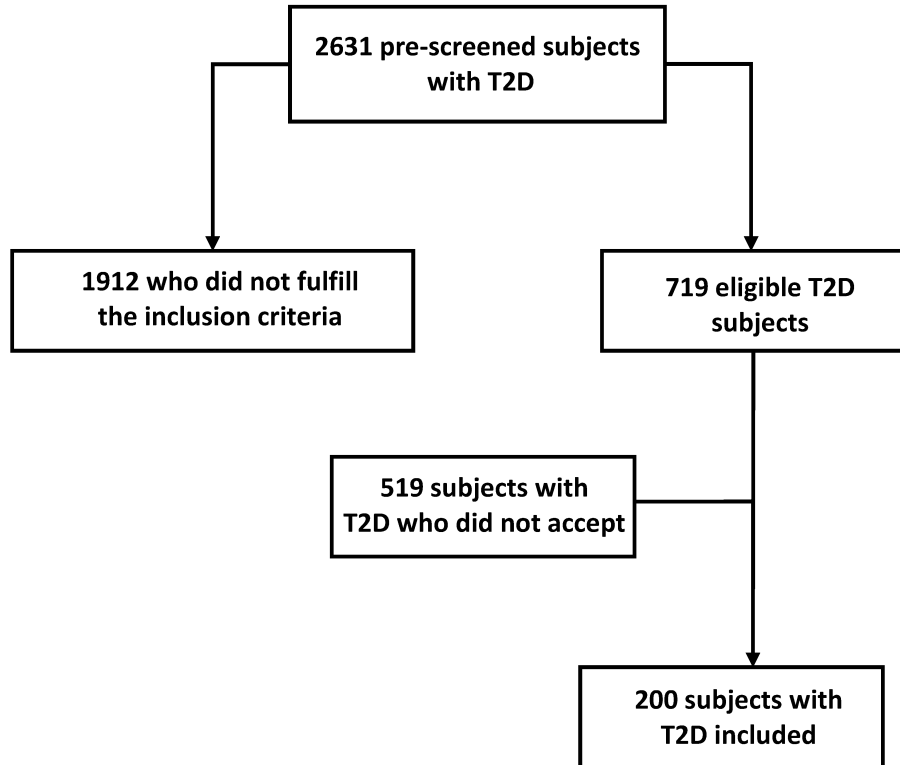 2631 pre-screened subjects
with T2D
1912 who did not fulfill
the inclusion criteria
719 eligible T2D
subjects
519 subjects with
T2D who did not accept
200 subjects with
T2D included